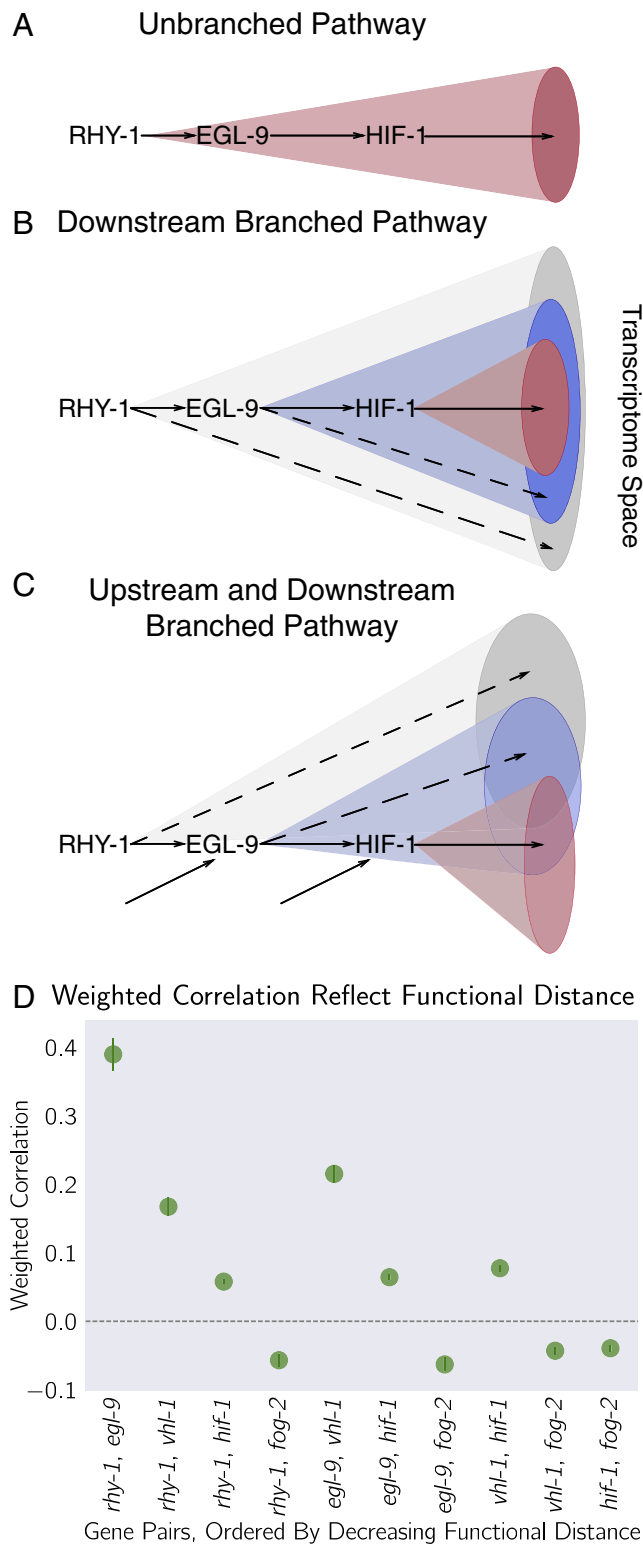 A Unbranched Pathway
RHY-1 EGL-9 HIF-1
B Downstream Branched Pathway
RHY-1 EGL-9 HIF-1
Transcriptome Space
C Upstream and Downstream
Branched Pathway
RHY-1 EGL-9 HIF-1
D Weighted Correlation Reflect Functional Distance
Weighted Correlation
0.4
0.3
0.2
0.1
0.0
−0.1
rhy-1, egl-9
rhy-1, vhl-1
rhy-1, hif-1
rhy-1, fog-2
egl-9, vhl-1
egl-9, hif-1
egl-9, fog-2
vhl-1, hif-1
vhl-1, fog-2
hif-1, fog-2
Gene Pairs, Ordered By Decreasing Functional Distance